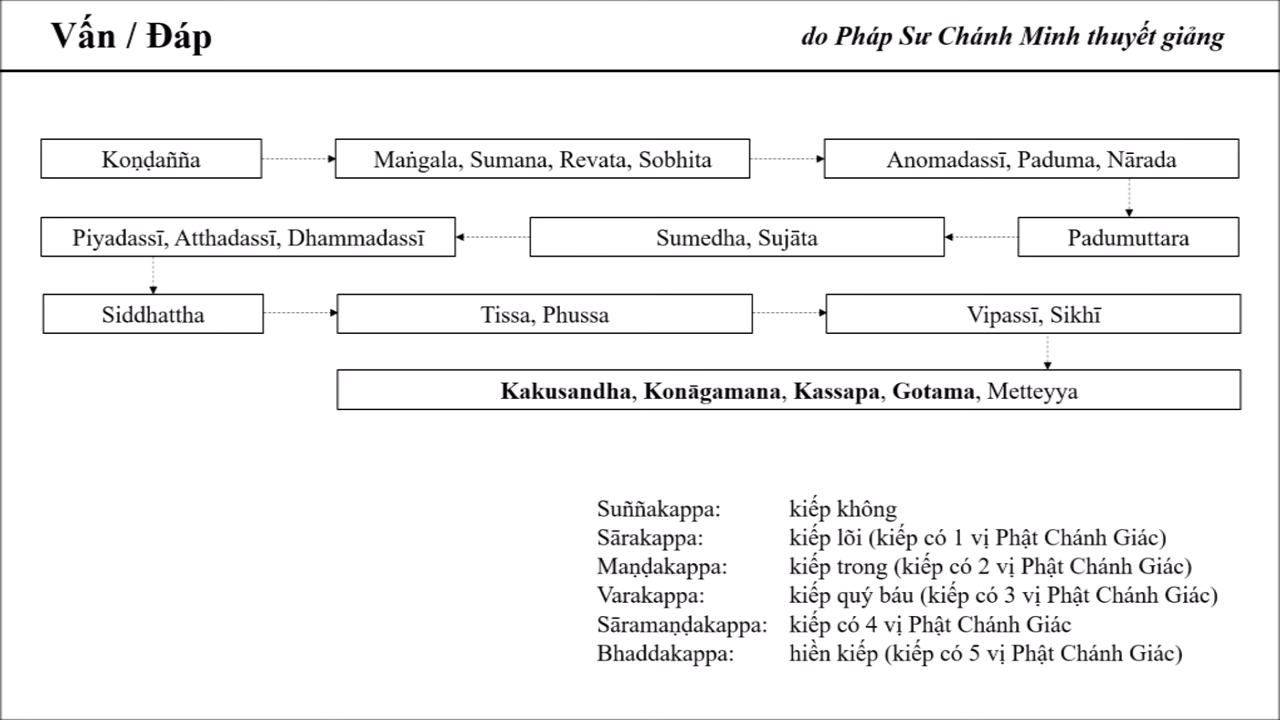 Vấn / Đáp
do Pháp Sư Chánh Minh thuyết giảng
Koṇḍañña
Maṅgala, Sumana, Revata, Sobhita
Anomadassī, Paduma, Nārada
Piyadassī, Atthadassī, Dhammadassī
Sumedha, Sujāta
Padumuttara
Siddhattha
Tissa, Phussa
Vipassī, Sikhī
Kakusandha, Konāgamana, Kassapa, Gotama, Metteyya
Suññakappa: kiếp không
Sārakappa: kiếp lõi (kiếp có 1 vị Phật Chánh Giác)
Maṇḍakappa: kiếp trong (kiếp có 2 vị Phật Chánh Giác)
Varakappa: kiếp quý báu (kiếp có 3 vị Phật Chánh Giác)
Sāramaṇḍakappa: kiếp có 4 vị Phật Chánh Giác
Bhaddakappa: hiền kiếp (kiếp có 5 vị Phật Chánh Giác)